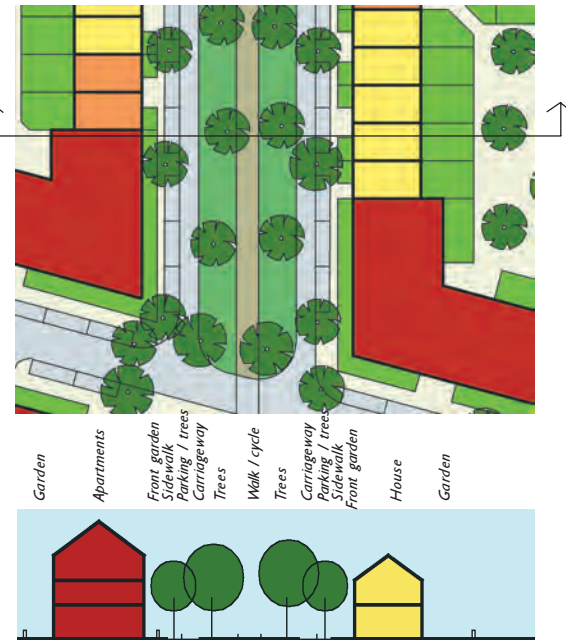 Garden
Apartments
Front garden
Sidewalk
Parking / trees
Carriageway
Trees
Walk / cycle
Trees
Carriageway
Parking / trees
Sidewalk
Front garden
House
Garden